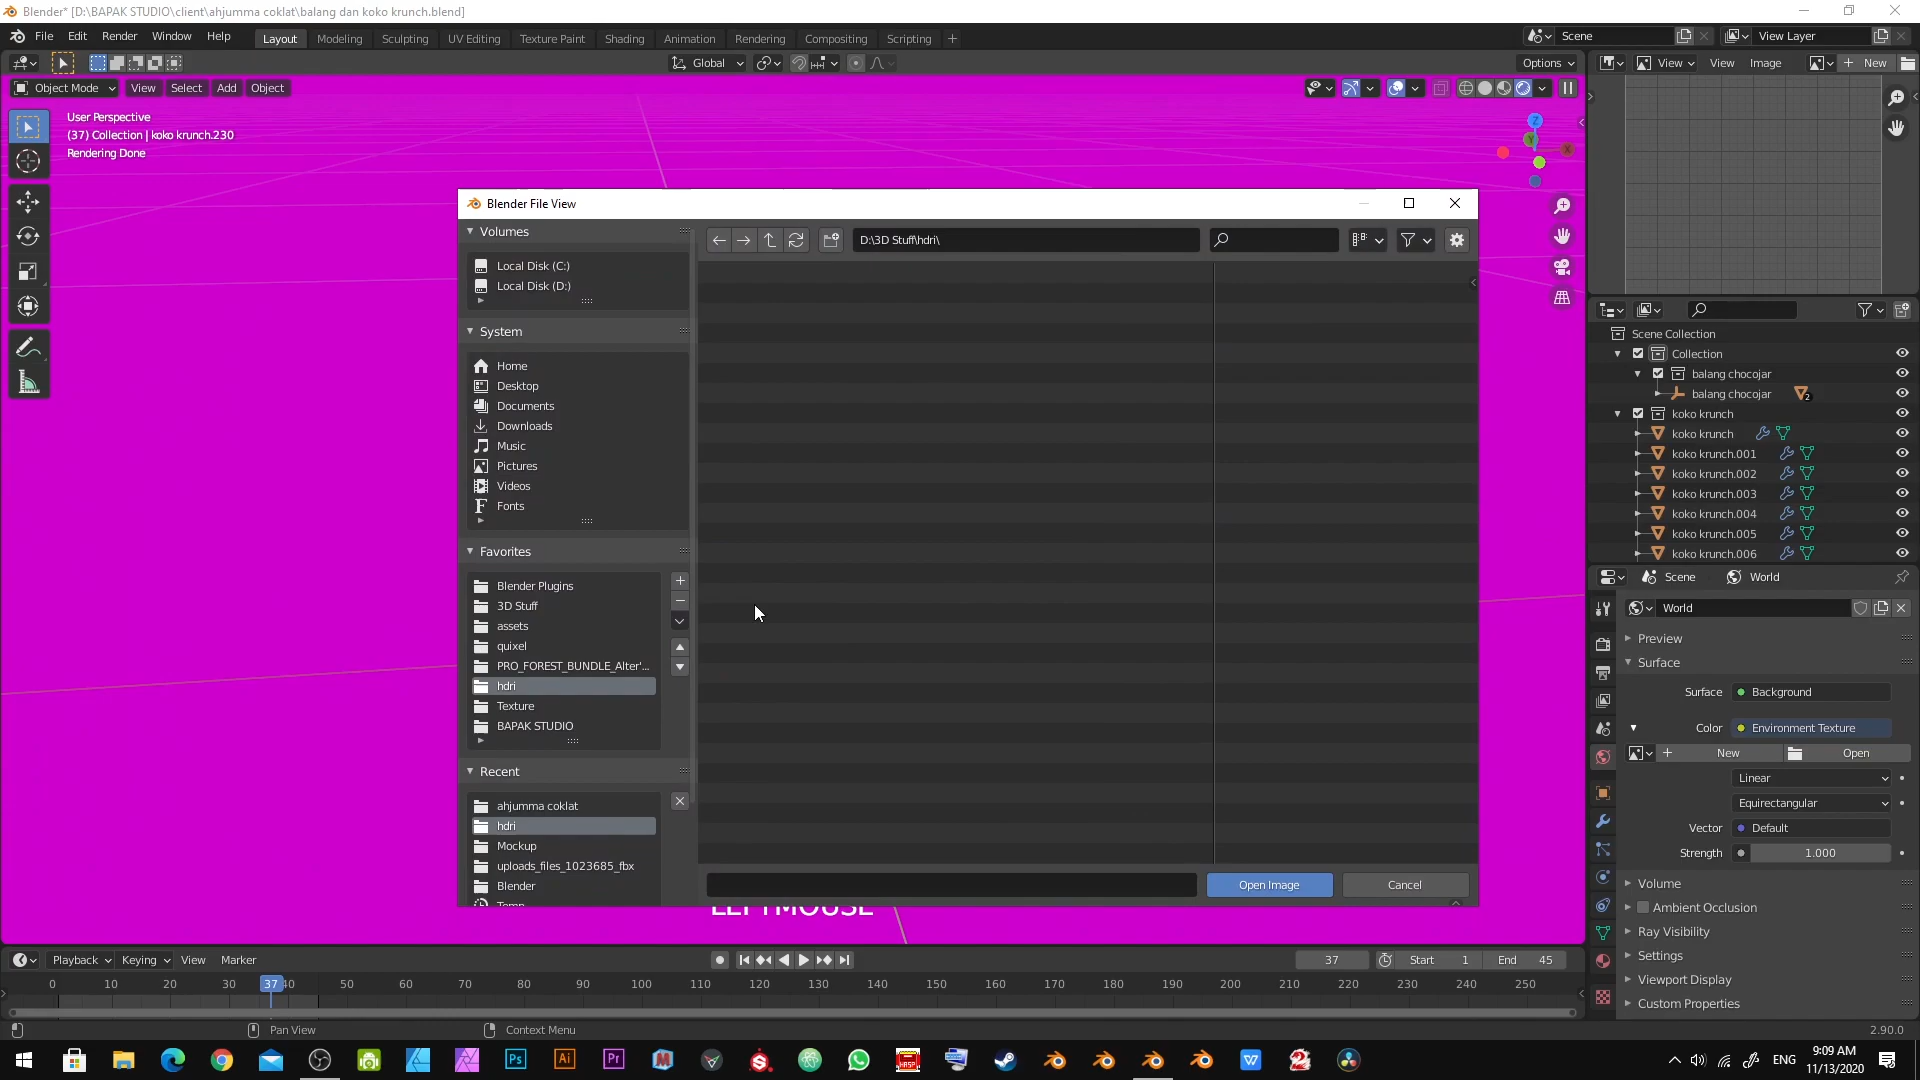 Blender* [D:\BAPAK STUDIO\client\ahjumma coklat\balang dan koko krunch.blend]
File Edit Render Window Help
Layout Modeling Sculpting UV Editing Texture Paint Shading Animation Rendering Compositing Scripting +
Scene
View Layer
Global
Options
View View Image New
Object Mode View Select Add Object
User Perspective
(37) Collection | koko krunch.230
Rendering Done
Z
Y
X
Blender File View
Volumes
Local Disk (C:)
Local Disk (D:)
System
Home
Desktop
Documents
Downloads
Music
Pictures
Videos
Fonts
Favorites
Blender Plugins
3D Stuff
assets
quixel
PRO_FOREST_BUNDLE_Alter'...
hdri
Texture
BAPAK STUDIO
Recent
ahjumma coklat
hdri
Mockup
uploads_files_1023685_fbx
Blender
Temp
D:\3D Stuff\hdri\
Open Image
Cancel
LEFTMOUSE
Scene Collection
Collection
balang chocojar
balang chocojar 2
koko krunch
koko krunch
koko krunch.001
koko krunch.002
koko krunch.003
koko krunch.004
koko krunch.005
koko krunch.006
Scene World
World
Preview
Surface
Surface Background
Color Environment Texture
New Open
Linear
Equirectangular
Vector Default
Strength 1.000
Volume
Ambient Occlusion
Ray Visibility
Settings
Viewport Display
Custom Properties
Playback Keying View Marker
37 Start 1 End 45
0 10 20 30 37 40 50 60 70 80 90 100 110 120 130 140 150 160 170 180 190 200 210 220 230 240 250
Pan View
Context Menu
2.90.0
Ps Ai Pr
ENG
9:09 AM
11/13/2020